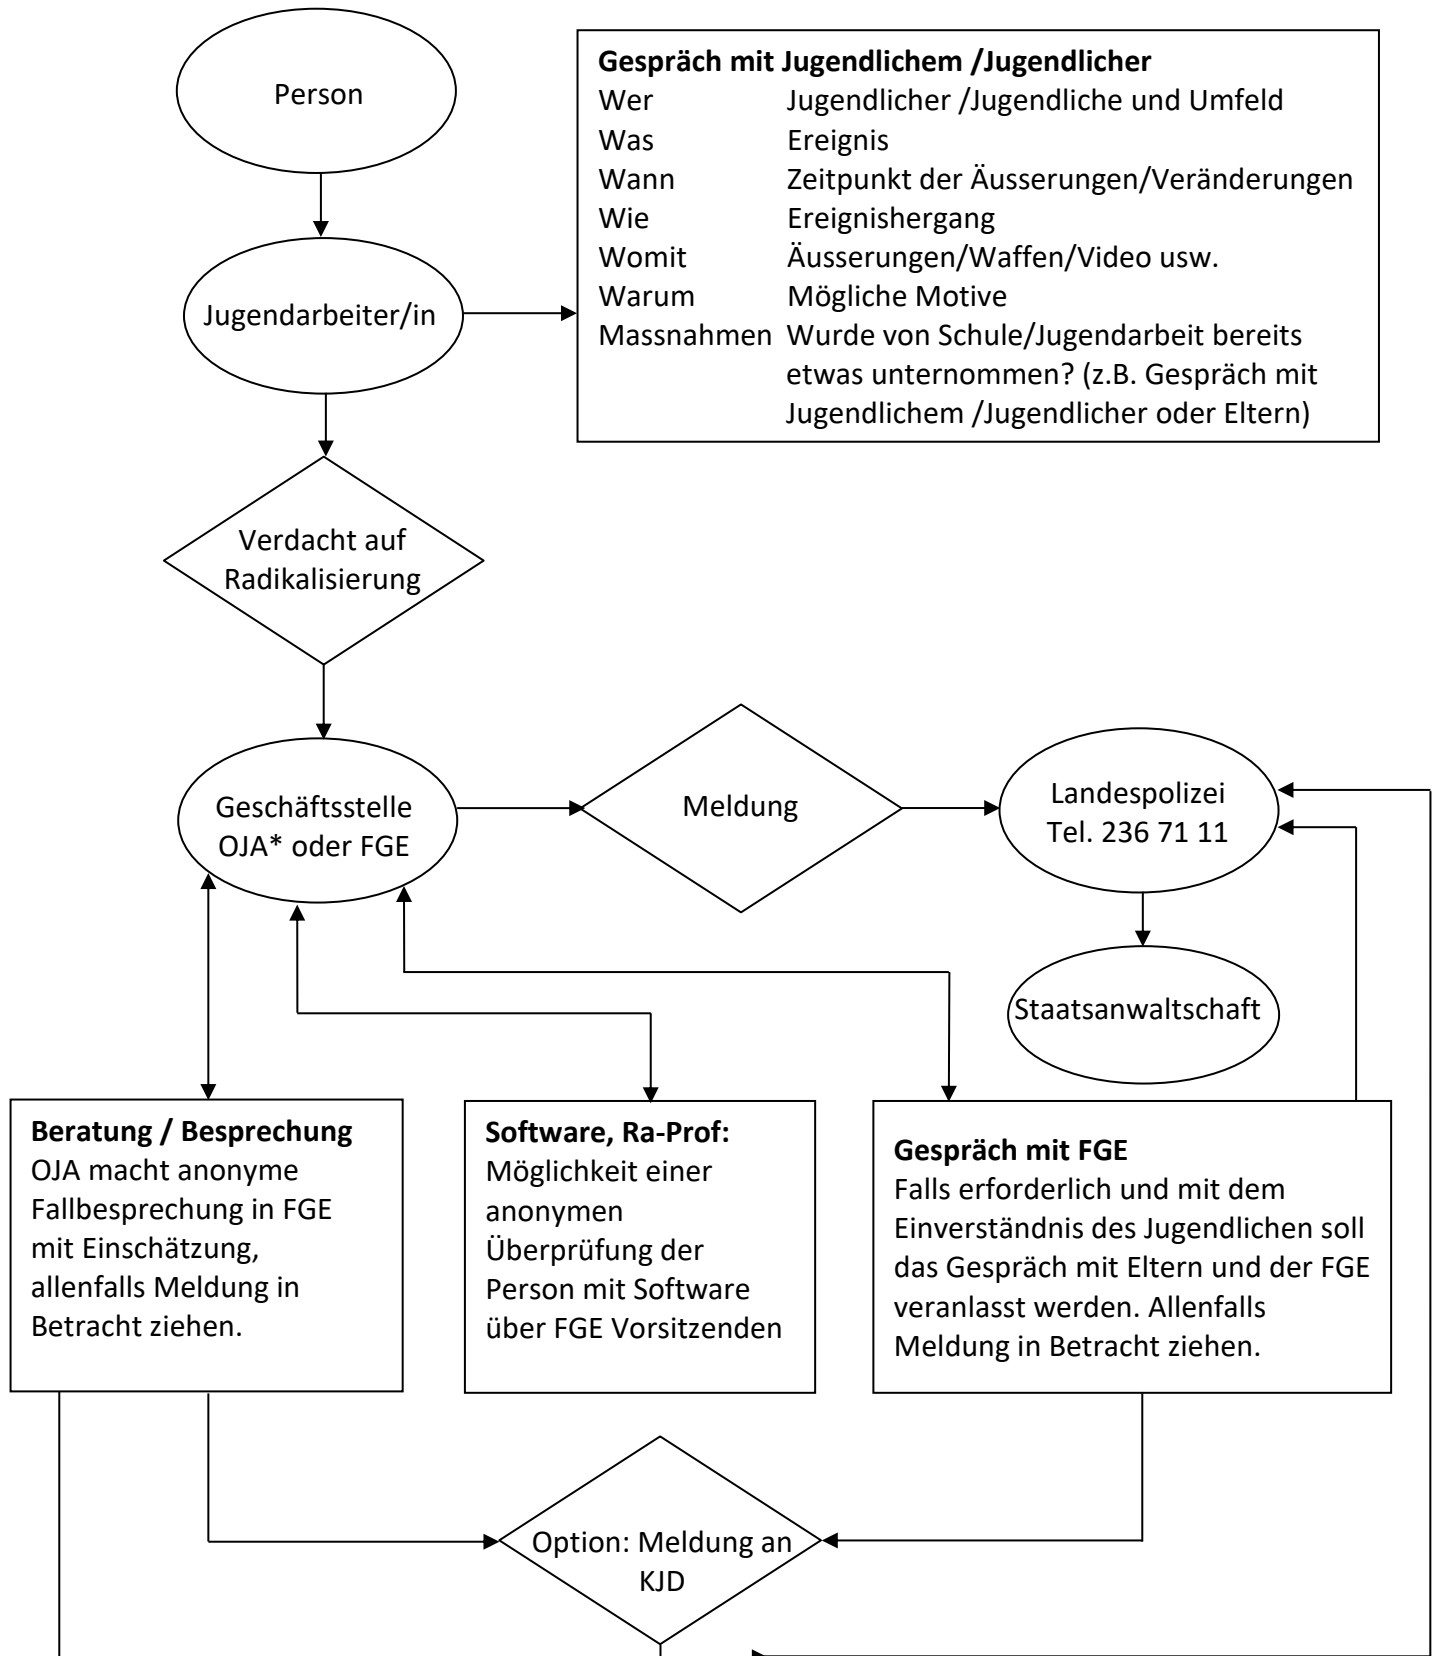 Person
Gespräch mit Jugendlichem /Jugendlicher
Wer Jugendlicher /Jugendliche und Umfeld
Was Ereignis
Wann Zeitpunkt der Äusserungen/Veränderungen
Wie Ereignishergang
Womit Äusserungen/Waffen/Video usw.
Warum Mögliche Motive
Massnahmen Wurde von Schule/Jugendarbeit bereits
etwas unternommen? (z.B. Gespräch mit
Jugendlichem /Jugendlicher oder Eltern)
Jugendarbeiter/in
Verdacht auf
Radikalisierung
Geschäftsstelle
OJA* oder FGE
Meldung
Landespolizei
Tel. 236 71 11
Staatsanwaltschaft
Beratung / Besprechung
OJA macht anonyme
Fallbesprechung in FGE
mit Einschätzung,
allenfalls Meldung in
Betracht ziehen.
Software, Ra-Prof:
Möglichkeit einer
anonymen
Überprüfung der
Person mit Software
über FGE Vorsitzenden
Gespräch mit FGE
Falls erforderlich und mit dem
Einverständnis des Jugendlichen soll
das Gespräch mit Eltern und der FGE
veranlasst werden. Allenfalls
Meldung in Betracht ziehen.
Option: Meldung an
KJD